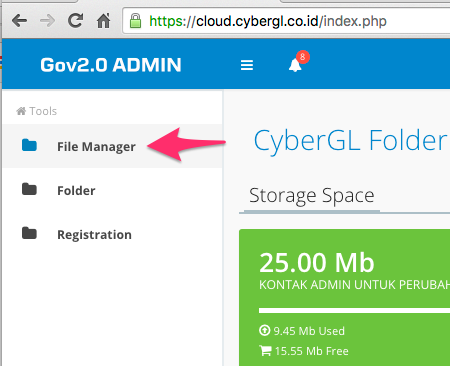 https://cloud.cybergl.co.id/index.php
Gov2.0 ADMIN
8
Tools
File Manager
Folder
Registration
CyberGL Folder
Storage Space
25.00 Mb
KONTAK ADMIN UNTUK PERUBAH
9.45 Mb Used
15.55 Mb Free